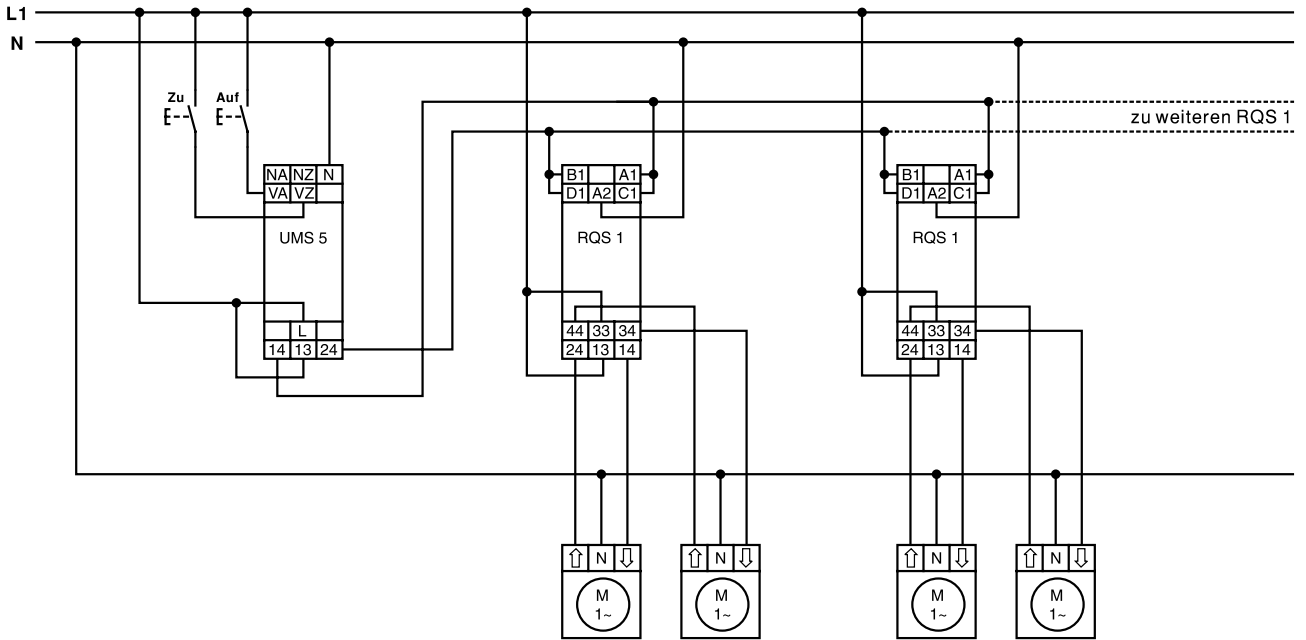 L1
N
Zu Auf
zu weiteren RQS 1
NA NZ N
VA VZ
UMS 5
L
14 13 24
B1 A1
D1 A2 C1
RQS 1
44 33 34
24 13 14
B1 A1
D1 A2 C1
RQS 1
44 33 34
24 13 14
⇧ N ⇩
M
1~
⇧ N ⇩
M
1~
⇧ N ⇩
M
1~
⇧ N ⇩
M
1~